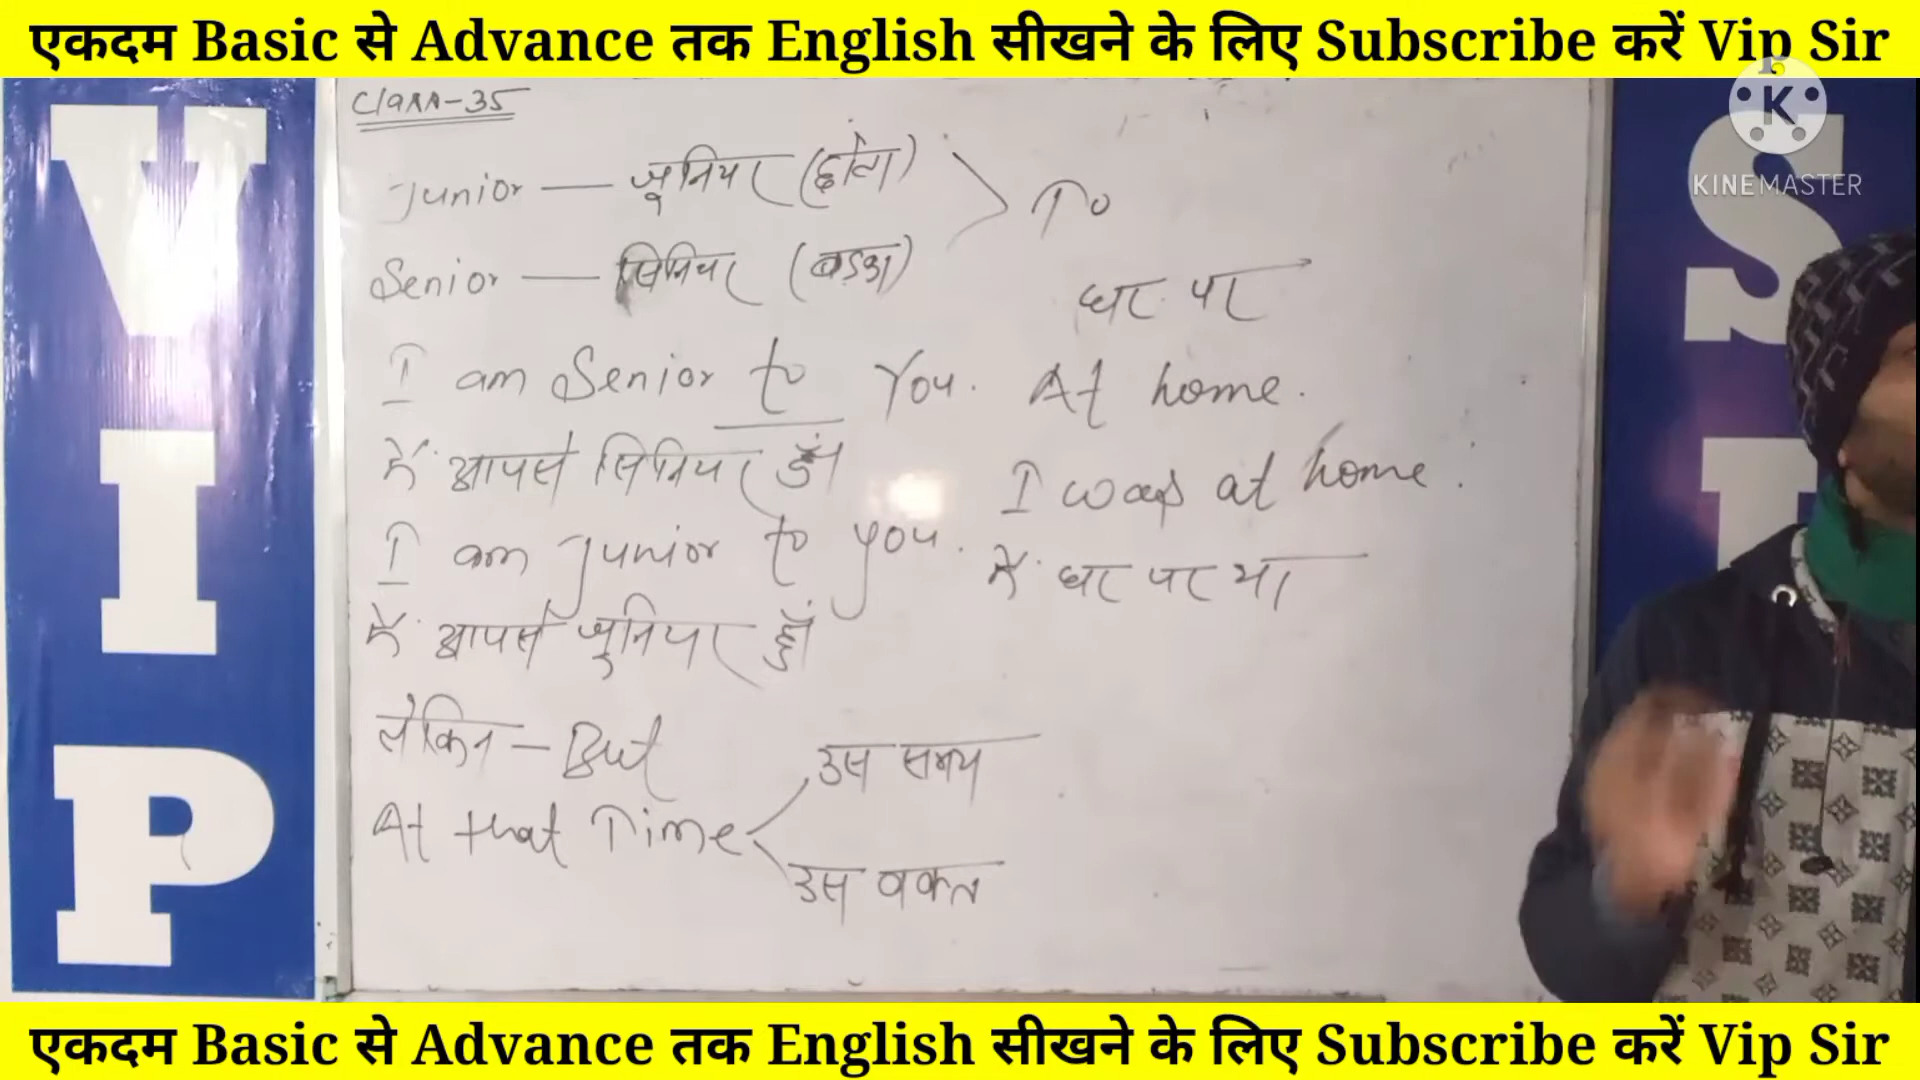 एकदम Basic से Advance तक English सीखने के लिए Subscribe करें Vip Sir
KINEMASTER
VIP
S
Class-35
Junior — जूनियर (छोटा)
Senior — सिनियर (बड़ा)
To
I am Senior to You.
मैं आपसे सिनियर हूँ
I am Junior to you.
मैं आपसे जुनियर हूँ
लेकिन - But
At that Time < उस समय
उस वक्त
घर पर
At home.
I was at home.
मैं घर पर था
एकदम Basic से Advance तक English सीखने के लिए Subscribe करें Vip Sir